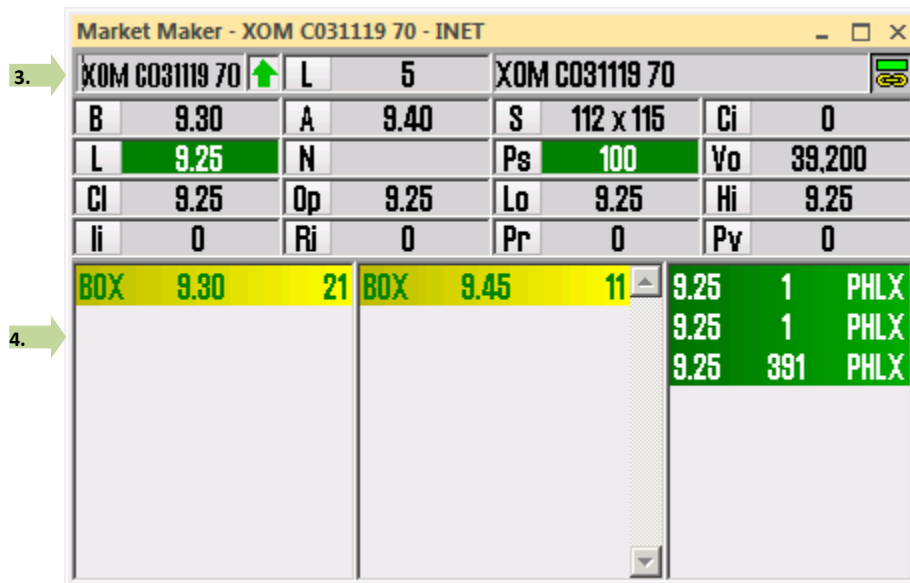 Market Maker - XOM C031119 70 - INET
3. XOM C031119 70 L 5 XOM C031119 70
B 9.30 A 9.40 S 112 x 115 Ci 0
L 9.25 N Ps 100 Vo 39,200
Cl 9.25 Op 9.25 Lo 9.25 Hi 9.25
Ii 0 Ri 0 Pr 0 Pv 0
BOX 9.30 21 BOX 9.45 11 9.25 1 PHLX
9.25 1 PHLX
4. 9.25 391 PHLX